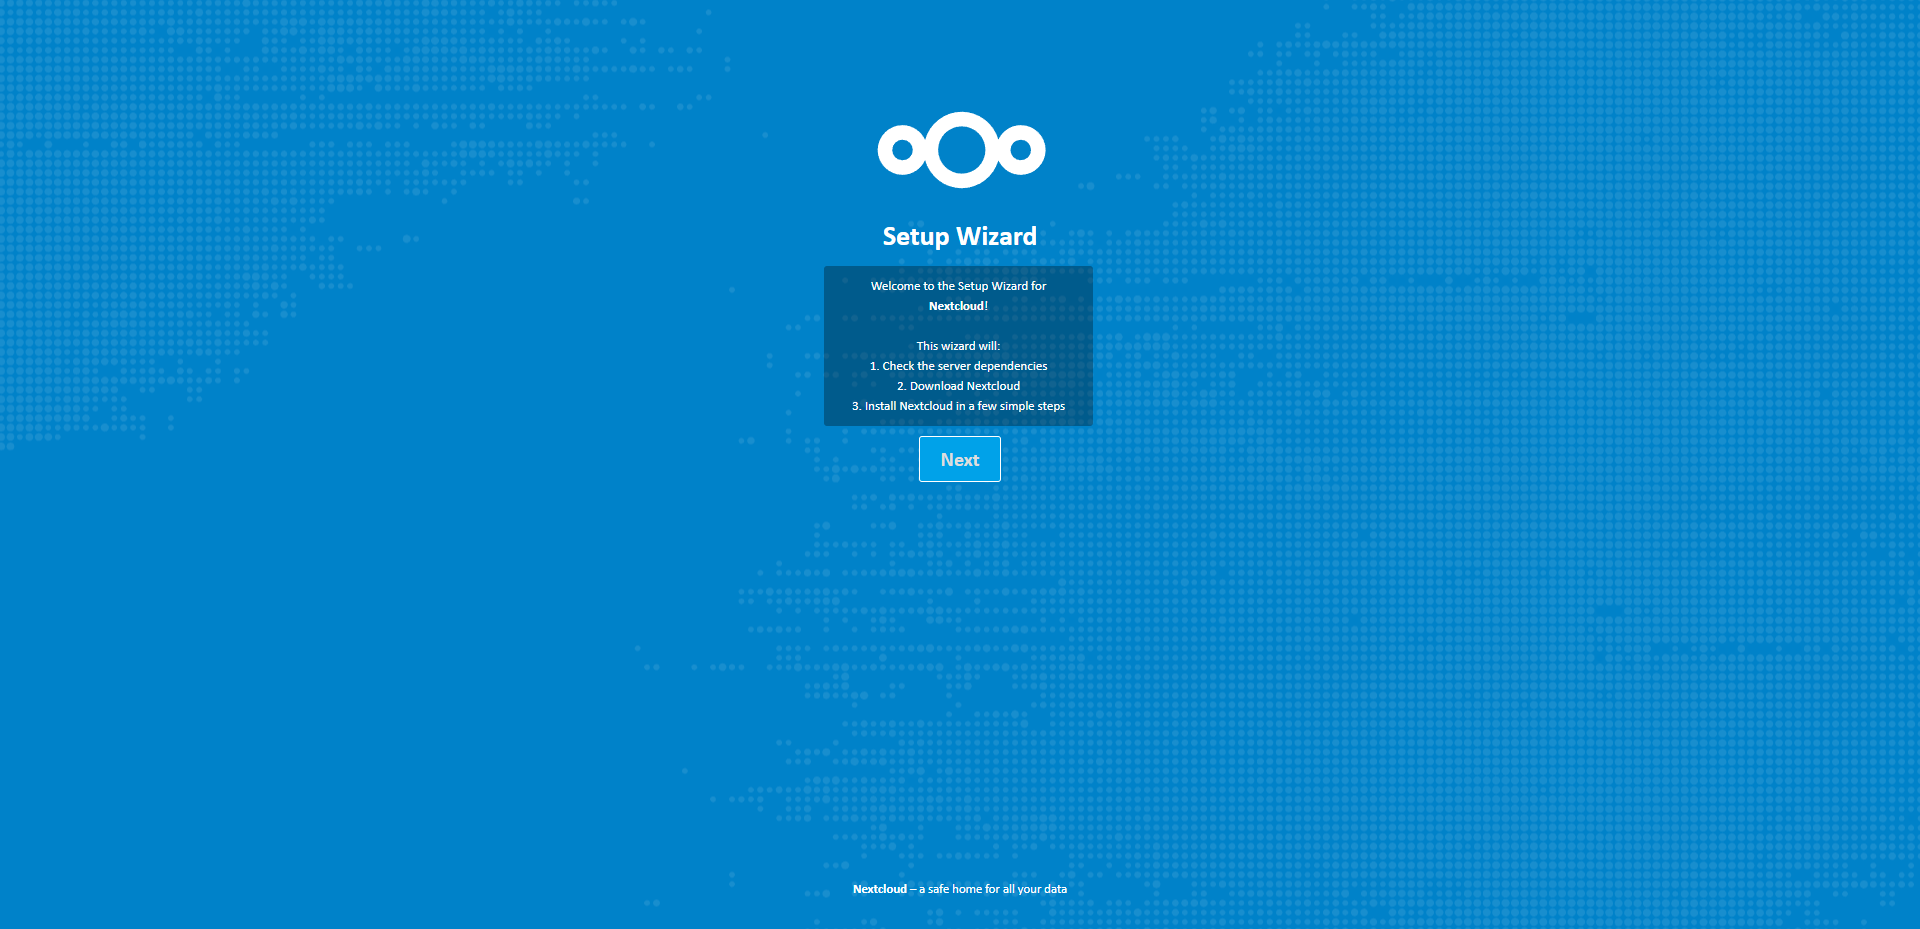 Setup Wizard
Welcome to the Setup Wizard for
Nextcloud!
This wizard will:
1. Check the server dependencies
2. Download Nextcloud
3. Install Nextcloud in a few simple steps
Next
Nextcloud – a safe home for all your data